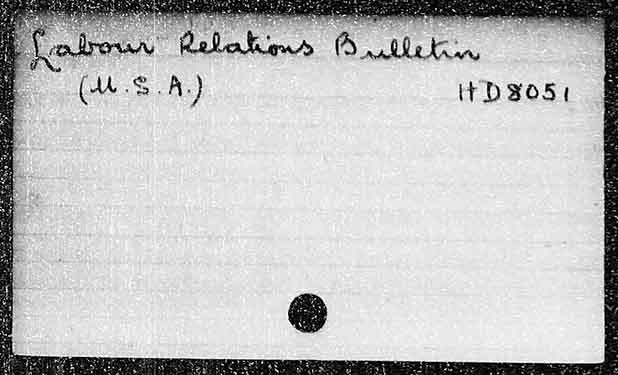 Labour Relations Bulletin
(U.S.A.) HD8051